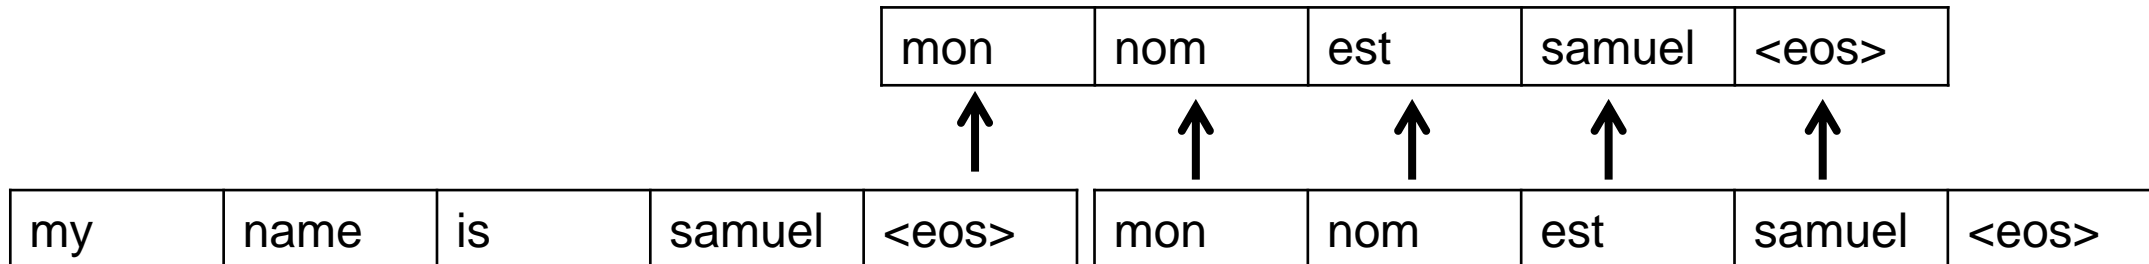 mon nom est samuel <eos>
my name is samuel <eos> mon nom est samuel <eos>